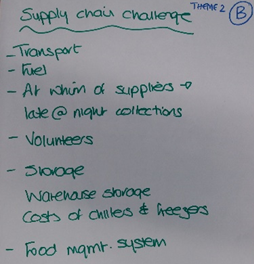 Supply chain challenge
THEME 2
B
- Transport
- Fuel
- At whim of suppliers →
late @ night collections
- Volunteers
- Storage
Warehouse storage
Costs of chillers & freezers
- Food mgmt. system